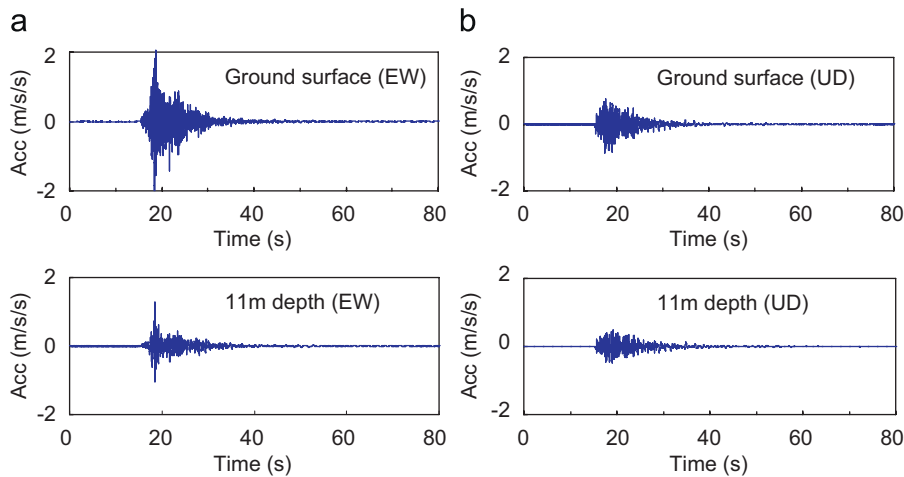 a
2
0
-2
Acc (m/s/s)
Ground surface (EW)
0 20 40 60 80
Time (s)
2
0
-2
Acc (m/s/s)
11m depth (EW)
0 20 40 60 80
Time (s)
b
2
0
-2
Acc (m/s/s)
Ground surface (UD)
0 20 40 60 80
Time (s)
2
0
-2
Acc (m/s/s)
11m depth (UD)
0 20 40 60 80
Time (s)